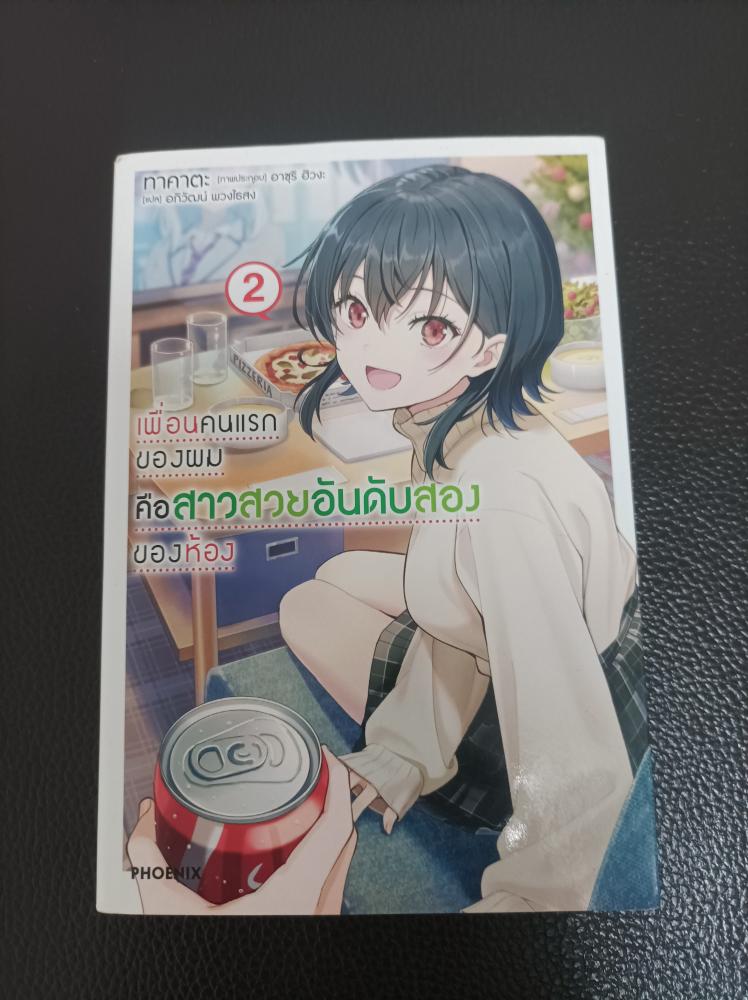 ทาคาตะ [ภาพประกอบ] อาซุริ ฮิวงะ
[แปล] อภิวัฒน์ พวงไธสง
2
PIZZERIA
เพื่อนคนแรก
ของผม
คือสาวสวยอันดับสอง
ของห้อง
PHOENIX